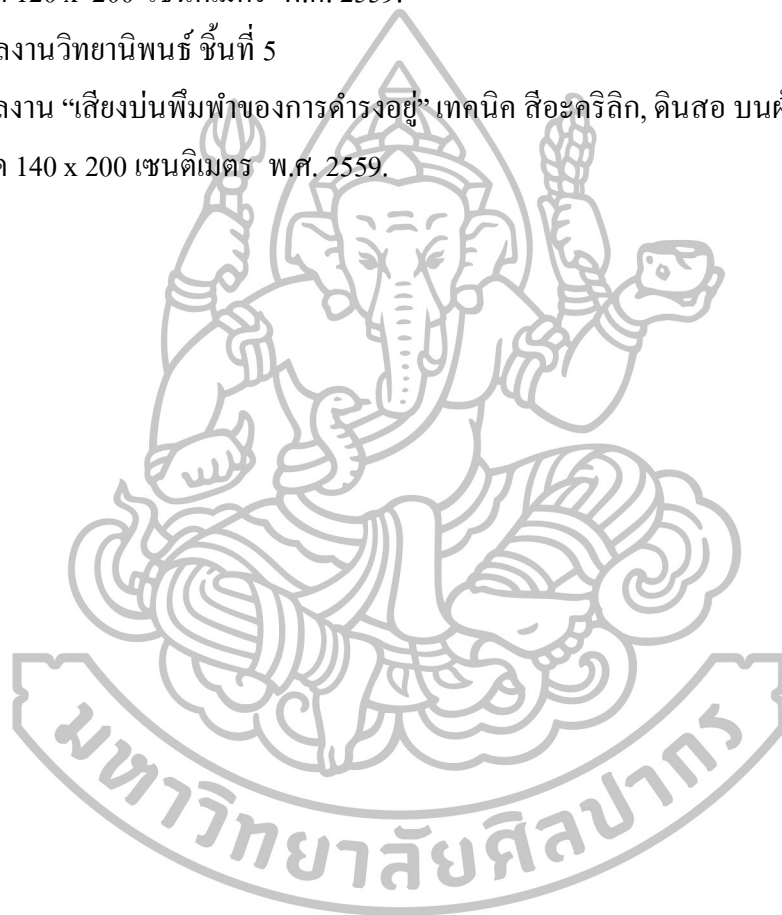 120 x 200 เซนติเมตร พ.ศ. 2559.
ลงานวิทยานิพนธ์ ชิ้นที่ 5
ลงาน “เสียงบ่นพึมพำของการดำรงอยู่” เทคนิค สีอะคริลิก, ดินสอ บน
140 x 200 เซนติเมตร พ.ศ. 2559.
มหาวิทยาลัยศิลปากร